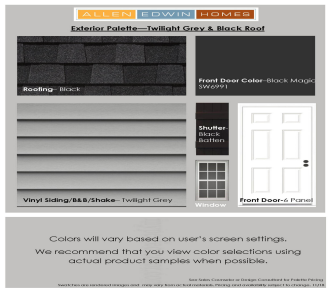 ALLEN EDWIN HOMES
Exterior Palette—Twilight Grey & Black Roof
Roofing– Black
Front Door Color–Black Magic
SW6991
Shutter-
Black
Batten
Vinyl Siding/B&B/Shake– Twilight Grey
Window
Front Door-6 Panel
Colors will vary based on user's screen settings.
We recommend that you view color selections using
actual product samples when possible.